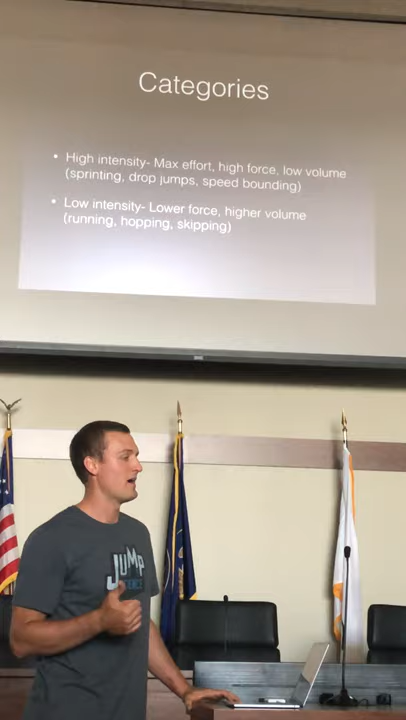 Categories
• High intensity- Max effort, high force, low volume
(sprinting, drop jumps, speed bounding)
• Low intensity- Lower force, higher volume
(running, hopping, skipping)
JUMP